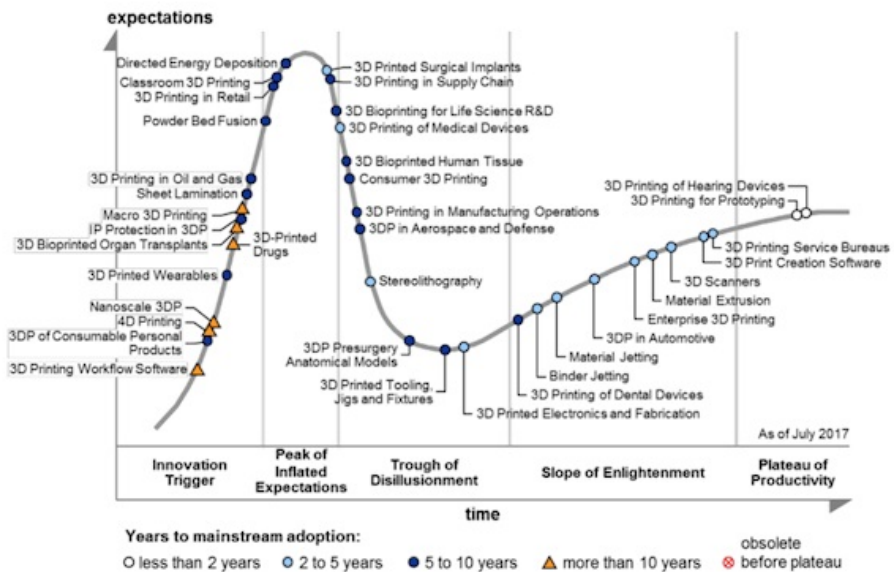 expectations
Directed Energy Deposition
Classroom 3D Printing
3D Printing in Retail
Powder Bed Fusion
3D Printing in Oil and Gas
Sheet Lamination
Macro 3D Printing
IP Protection in 3DP
3D Bioprinted Organ Transplants
3D-Printed
Drugs
3D Printed Wearables
Nanoscale 3DP
4D Printing
3DP of Consumable Personal
Products
3D Printing Workflow Software
3D Printed Surgical Implants
3D Printing in Supply Chain
3D Bioprinting for Life Science R&D
3D Printing of Medical Devices
3D Bioprinted Human Tissue
Consumer 3D Printing
3D Printing in Manufacturing Operations
3DP in Aerospace and Defense
Stereolithography
3DP Presurgery
Anatomical Models
3D Printed Tooling,
Jigs and Fixtures
3D Printed Electronics and Fabrication
3D Printing of Dental Devices
Binder Jetting
Material Jetting
3DP in Automotive
Enterprise 3D Printing
Material Extrusion
3D Scanners
3D Print Creation Software
3D Printing Service Bureaus
3D Printing of Hearing Devices
3D Printing for Prototyping
As of July 2017
Innovation
Trigger
Peak of
Inflated
Expectations
Trough of
Disillusionment
Slope of Enlightenment
Plateau of
Productivity
time
Years to mainstream adoption:
less than 2 years
2 to 5 years
5 to 10 years
more than 10 years
obsolete
before plateau